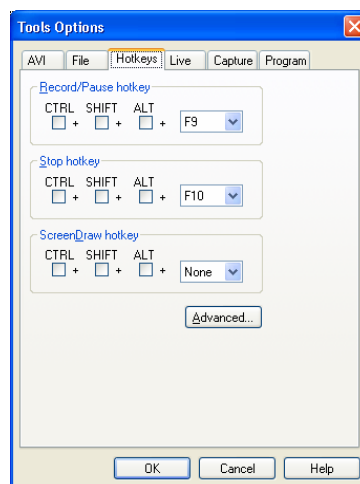 Tools Options
AVI File Hotkeys Live Capture Program
Record/Pause hotkey
CTRL SHIFT ALT
+ + + F9
Stop hotkey
CTRL SHIFT ALT
+ + + F10
ScreenDraw hotkey
CTRL SHIFT ALT
+ + + None
Advanced...
OK Cancel Help